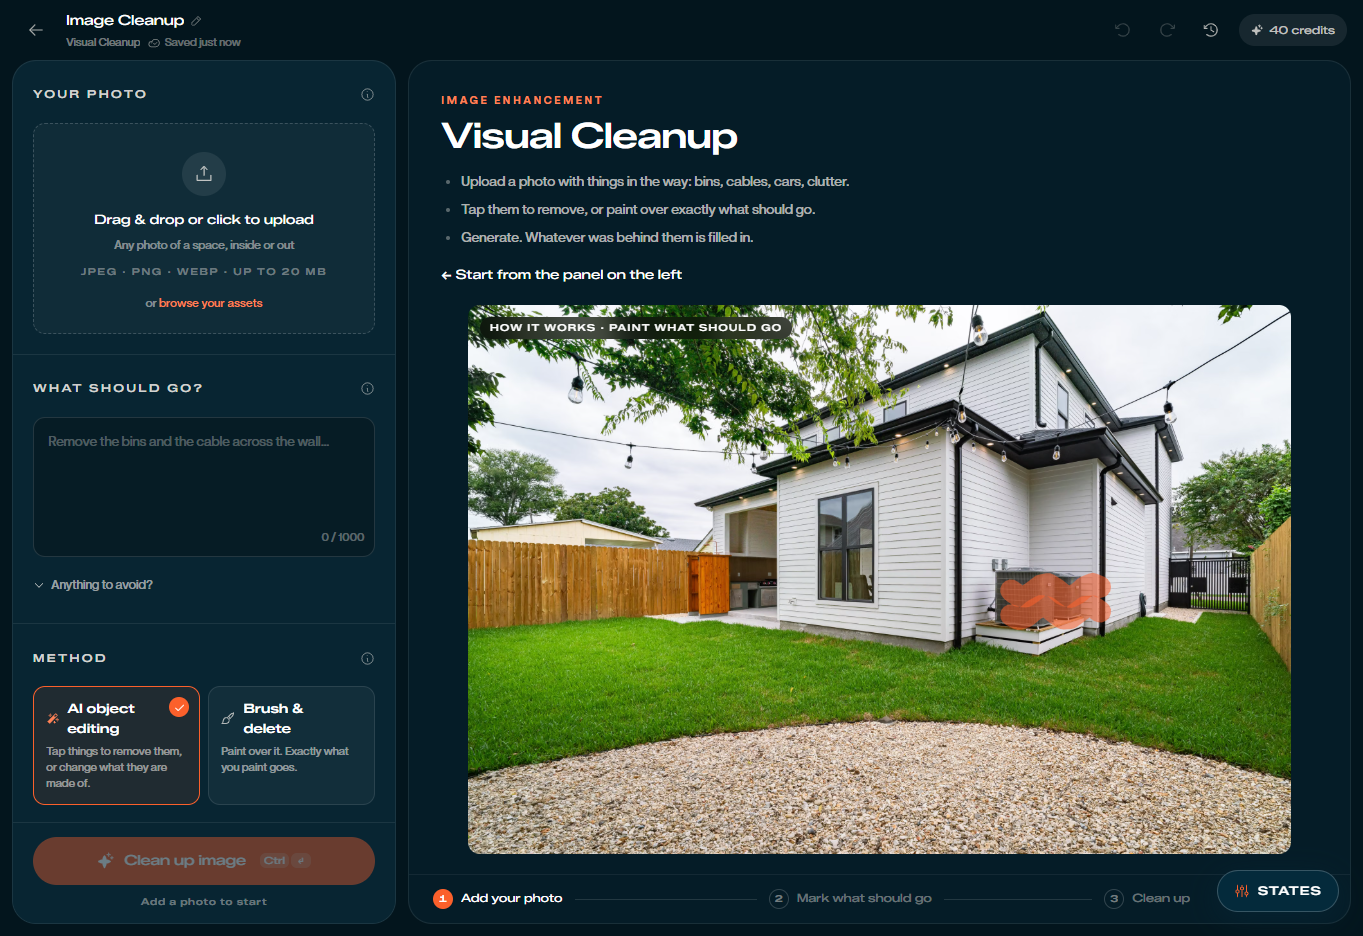 Image Cleanup
Visual Cleanup Saved just now
40 credits
YOUR PHOTO
Drag & drop or click to upload
Any photo of a space, inside or out
JPEG · PNG · WEBP · UP TO 20 MB
or browse your assets
WHAT SHOULD GO?
Remove the bins and the cable across the wall...
0 / 1000
Anything to avoid?
METHOD
AI object
editing
Tap things to remove them,
or change what they are
made of.
Brush &
delete
Paint over it. Exactly what
you paint goes.
Clean up image Ctrl ↵
Add a photo to start
IMAGE ENHANCEMENT
Visual Cleanup
• Upload a photo with things in the way: bins, cables, cars, clutter.
• Tap them to remove, or paint over exactly what should go.
• Generate. Whatever was behind them is filled in.
← Start from the panel on the left
HOW IT WORKS · PAINT WHAT SHOULD GO
1 Add your photo
2 Mark what should go
3 Clean up
STATES